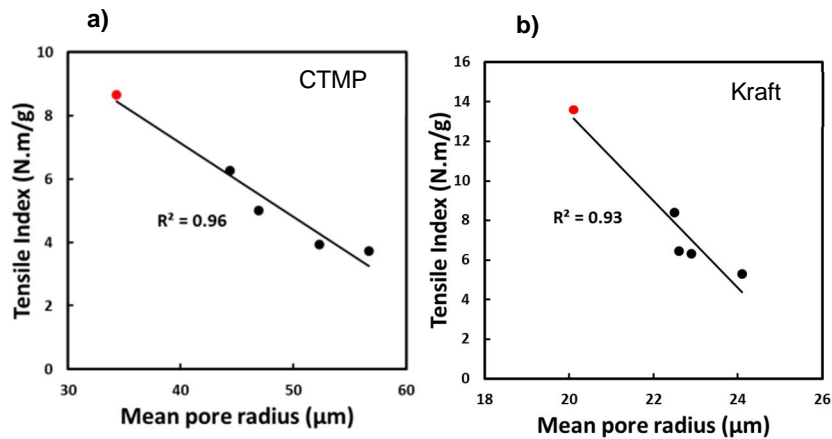 a)
CTMP
10
8
6
4
2
0
R² = 0.96
30 40 50 60
Tensile Index (N.m/g)
Mean pore radius (μm)
b)
Kraft
16
14
12
10
8
6
4
2
0
R² = 0.93
18 20 22 24 26
Tensile Index (N.m/g)
Mean pore radius (μm)